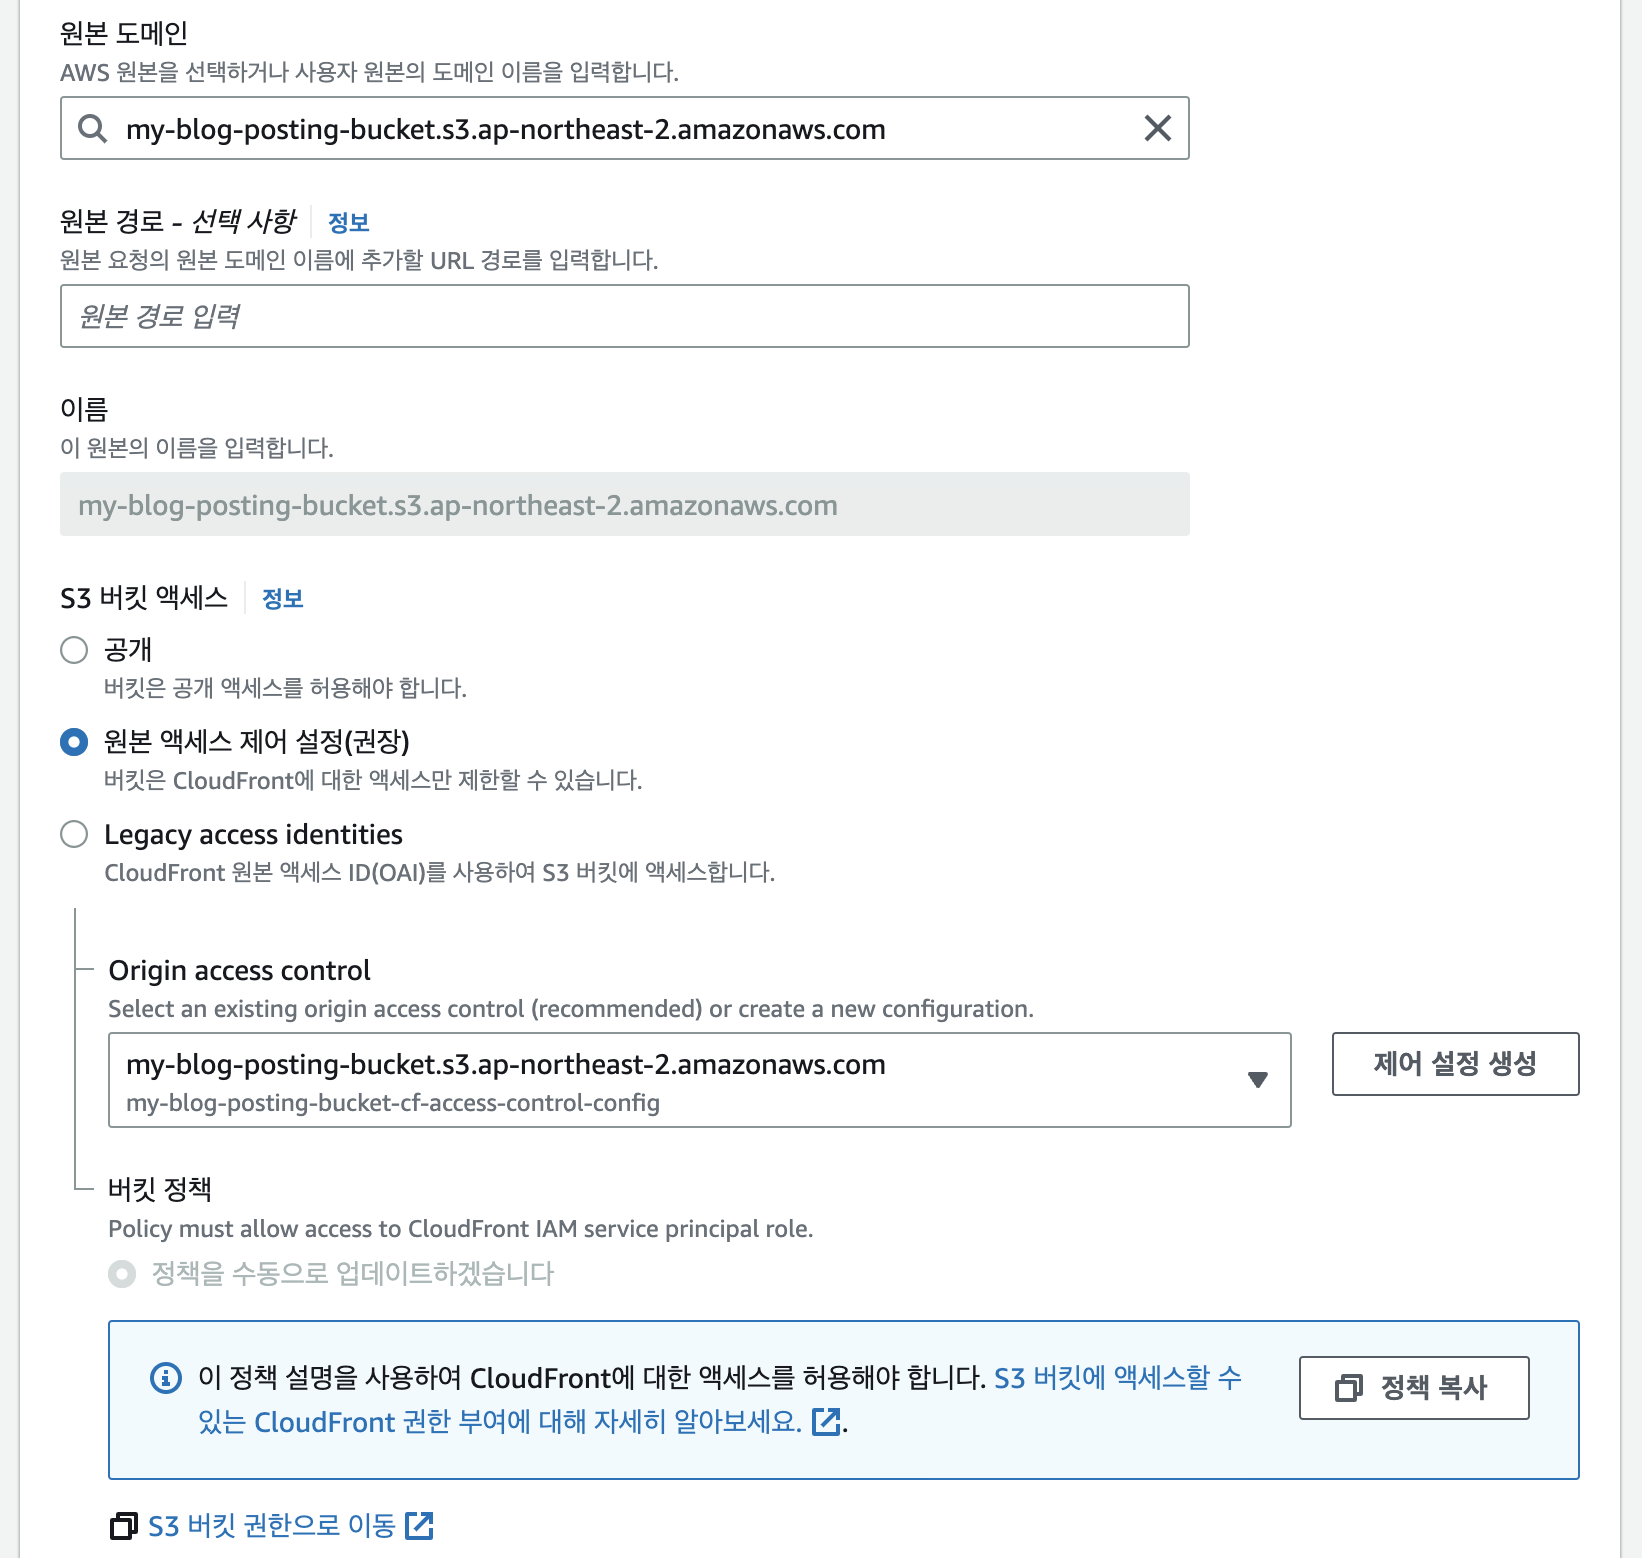 원본 도메인
AWS 원본을 선택하거나 사용자 원본의 도메인 이름을 입력합니다.
my-blog-posting-bucket.s3.ap-northeast-2.amazonaws.com
원본 경로 - 선택 사항 정보
원본 요청의 원본 도메인 이름에 추가할 URL 경로를 입력합니다.
원본 경로 입력
이름
이 원본의 이름을 입력합니다.
my-blog-posting-bucket.s3.ap-northeast-2.amazonaws.com
S3 버킷 액세스 정보
공개
버킷은 공개 액세스를 허용해야 합니다.
원본 액세스 제어 설정(권장)
버킷은 CloudFront에 대한 액세스만 제한할 수 있습니다.
Legacy access identities
CloudFront 원본 액세스 ID(OAI)를 사용하여 S3 버킷에 액세스합니다.
Origin access control
Select an existing origin access control (recommended) or create a new configuration.
my-blog-posting-bucket.s3.ap-northeast-2.amazonaws.com
my-blog-posting-bucket-cf-access-control-config
제어 설정 생성
버킷 정책
Policy must allow access to CloudFront IAM service principal role.
정책을 수동으로 업데이트하겠습니다
이 정책 설명을 사용하여 CloudFront에 대한 액세스를 허용해야 합니다. S3 버킷에 액세스할 수
있는 CloudFront 권한 부여에 대해 자세히 알아보세요. .
정책 복사
S3 버킷 권한으로 이동